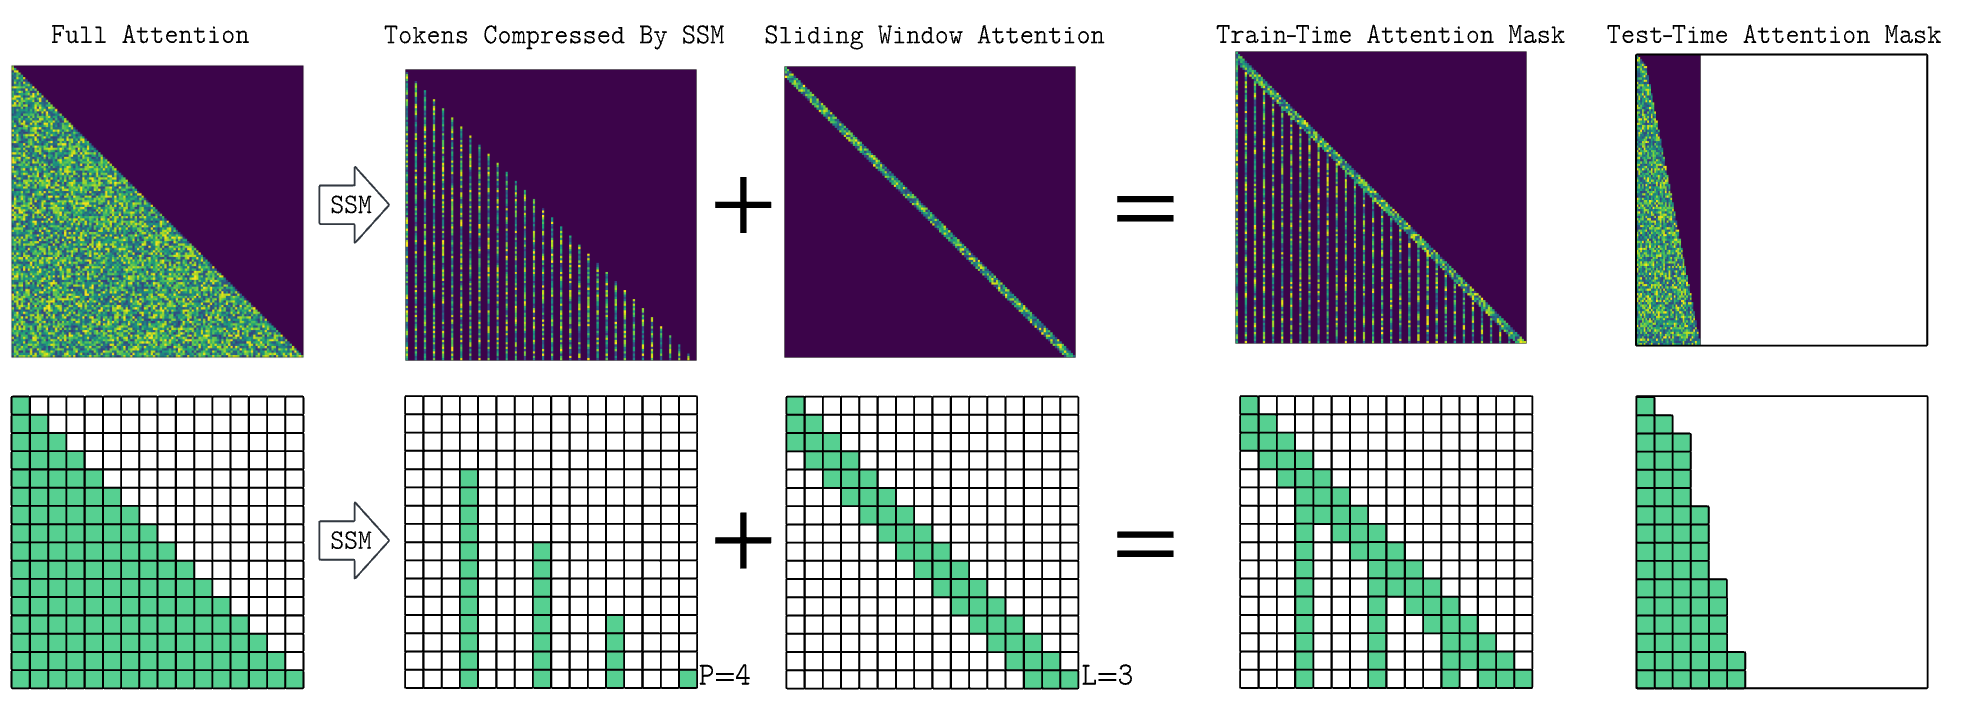 Full Attention
Tokens Compressed By SSM
Sliding Window Attention
Train-Time Attention Mask
Test-Time Attention Mask
SSM
+
=
SSM
+
=
P=4
L=3